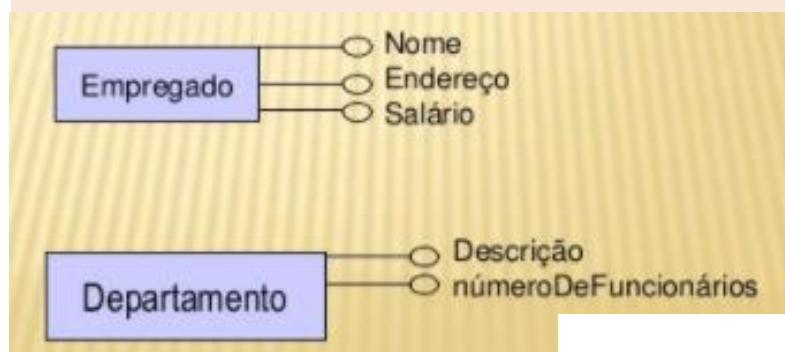 Nome
Empregado
Endereço
Salário
Descrição
Departamento
númeroDeFuncionários